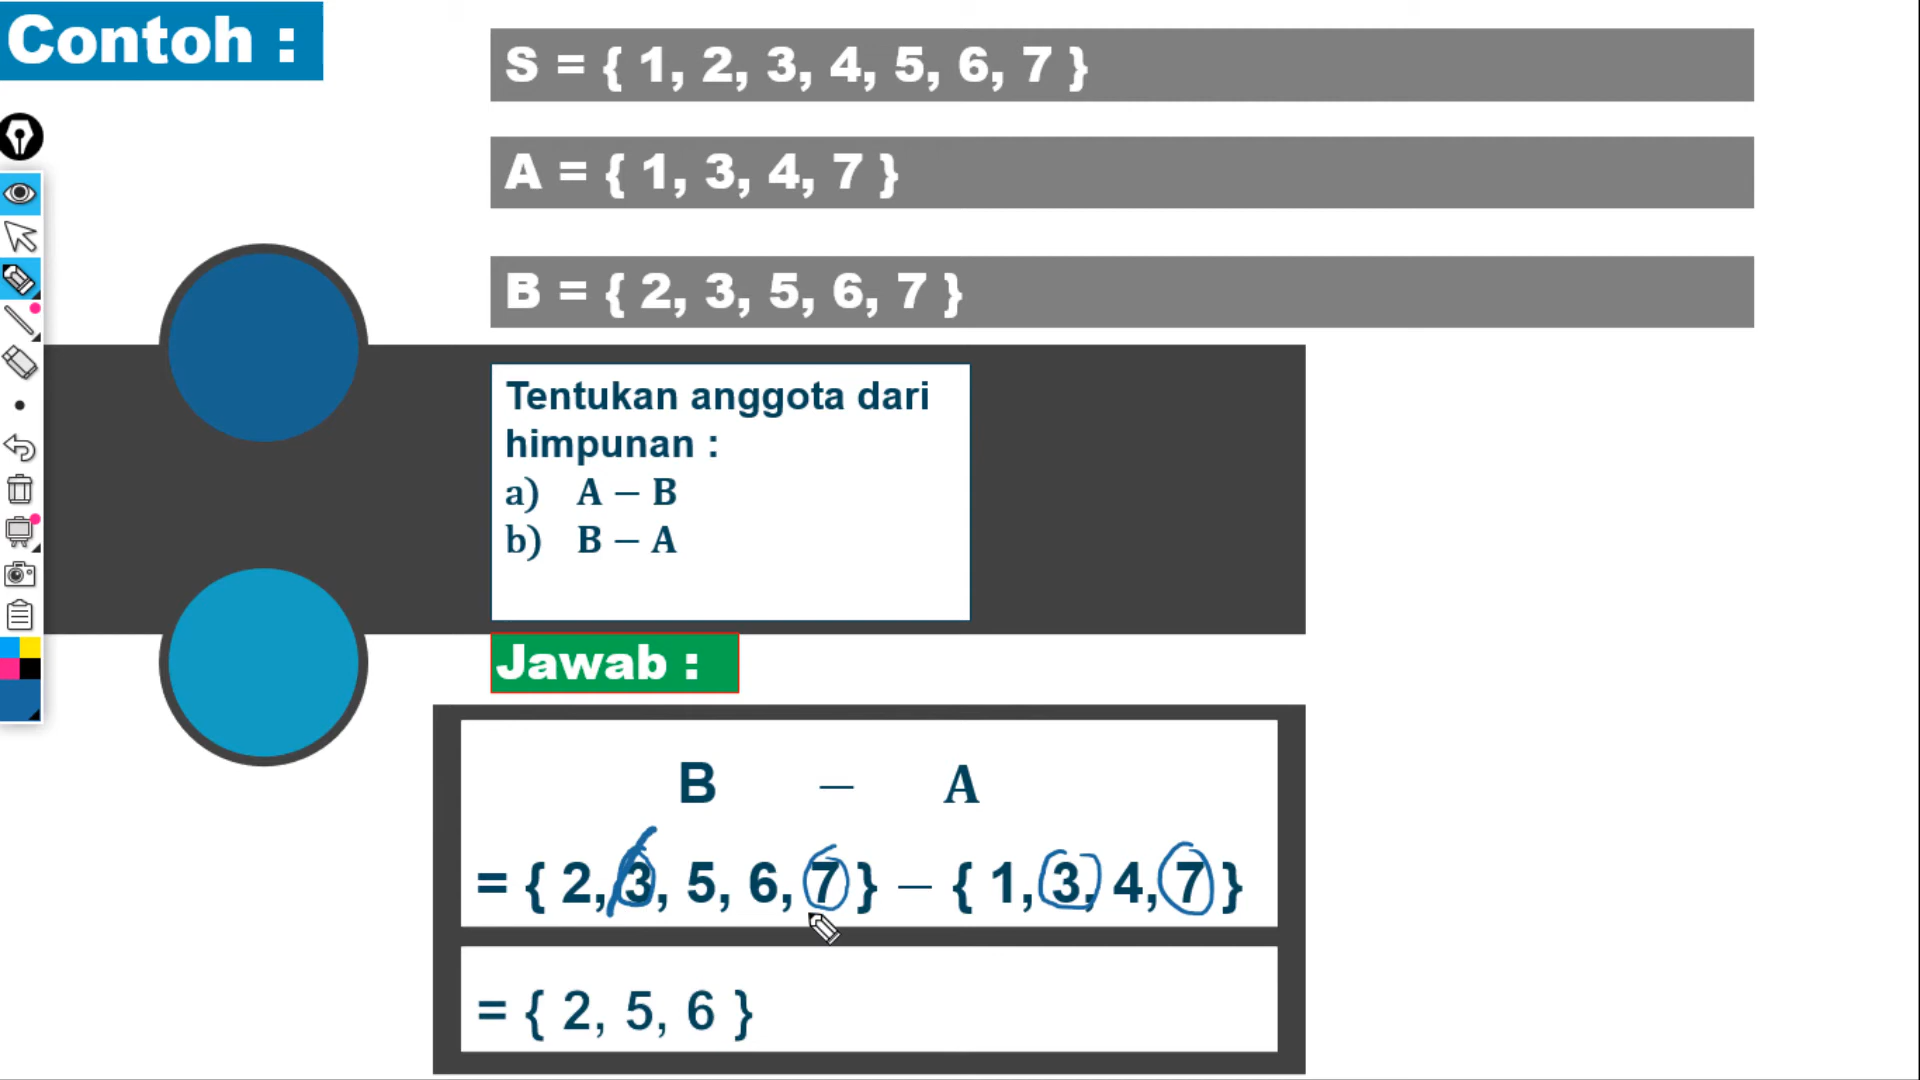 Contoh :
S = { 1, 2, 3, 4, 5, 6, 7 }
A = { 1, 3, 4, 7 }
B = { 2, 3, 5, 6, 7 }
Tentukan anggota dari
himpunan :
a) A − B
b) B − A
Jawab :
B − A
= { 2, 3, 5, 6, 7 } − { 1, 3, 4, 7 }
= { 2, 5, 6 }